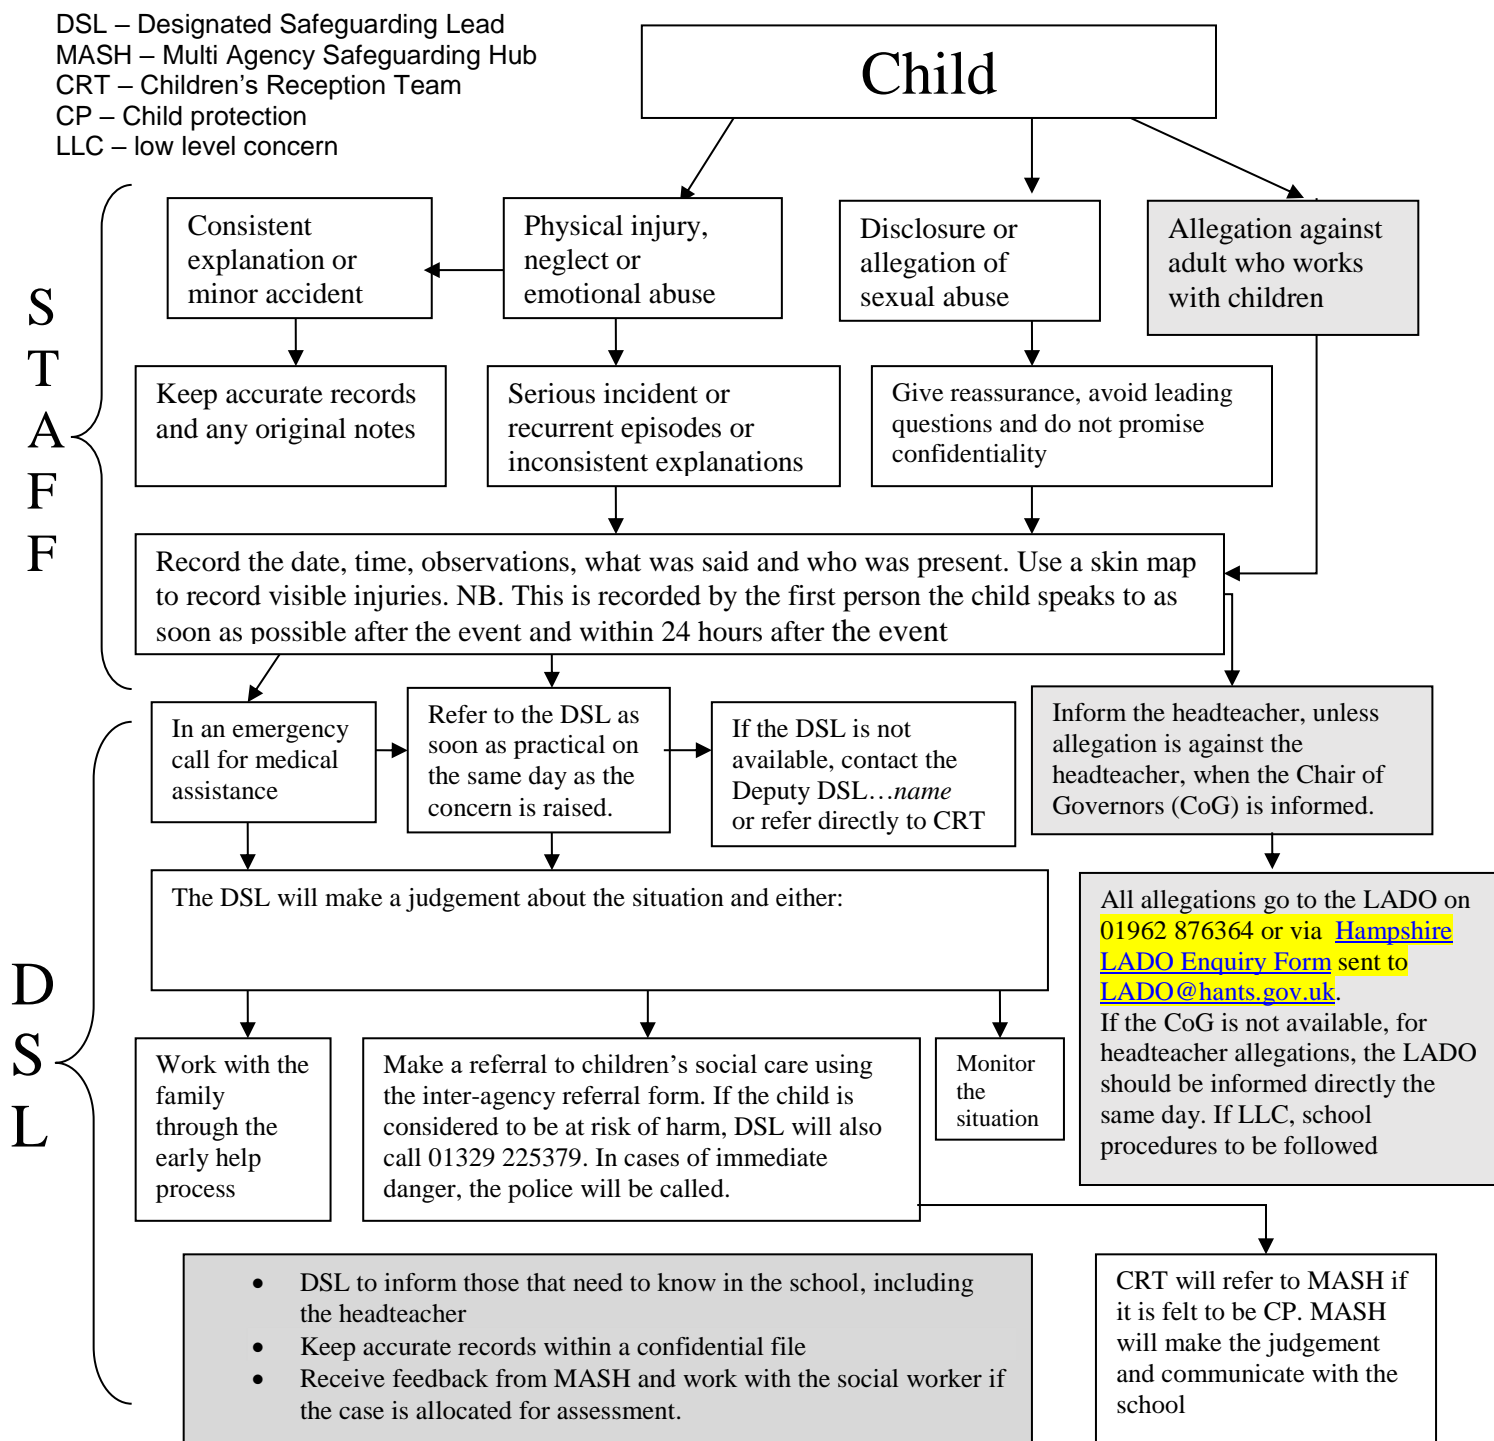 DSL – Designated Safeguarding Lead
MASH – Multi Agency Safeguarding Hub
CRT – Children's Reception Team
CP – Child protection
LLC – low level concern
Child
S
T
A
F
F
Consistent
explanation or
minor accident
Physical injury,
neglect or
emotional abuse
Disclosure or
allegation of
sexual abuse
Allegation against
adult who works
with children
Keep accurate records
and any original notes
Serious incident or
recurrent episodes or
inconsistent explanations
Give reassurance, avoid leading
questions and do not promise
confidentiality
Record the date, time, observations, what was said and who was present. Use a skin map
to record visible injuries. NB. This is recorded by the first person the child speaks to as
soon as possible after the event and within 24 hours after the event
D
S
L
In an emergency
call for medical
assistance
Refer to the DSL as
soon as practical on
the same day as the
concern is raised.
If the DSL is not
available, contact the
Deputy DSL…name
or refer directly to CRT
Inform the headteacher, unless
allegation is against the
headteacher, when the Chair of
Governors (CoG) is informed.
The DSL will make a judgement about the situation and either:
All allegations go to the LADO on
01962 876364 or via Hampshire
LADO Enquiry Form sent to
LADO@hants.gov.uk.
If the CoG is not available, for
headteacher allegations, the LADO
should be informed directly the
same day. If LLC, school
procedures to be followed
Work with the
family
through the
early help
process
Make a referral to children's social care using
the inter-agency referral form. If the child is
considered to be at risk of harm, DSL will also
call 01329 225379. In cases of immediate
danger, the police will be called.
Monitor
the
situation
• DSL to inform those that need to know in the school, including
the headteacher
• Keep accurate records within a confidential file
• Receive feedback from MASH and work with the social worker if
the case is allocated for assessment.
CRT will refer to MASH if
it is felt to be CP. MASH
will make the judgement
and communicate with the
school